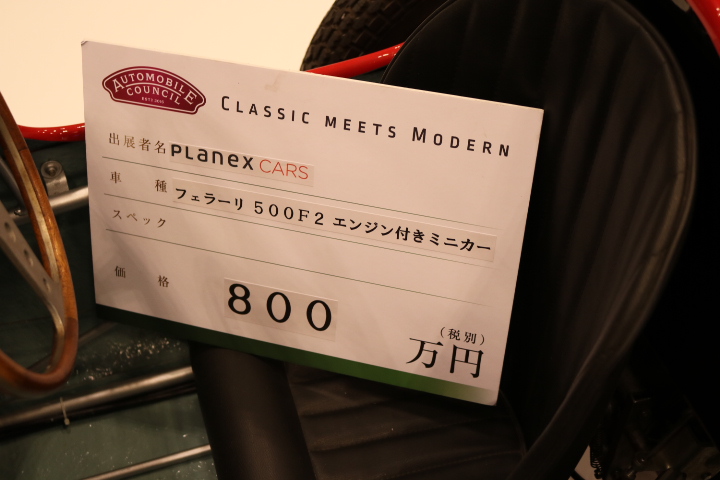 AUTOMOBILE
COUNCIL
CLASSIC MEETS MODERN
出展者名 PLANEX CARS
車種 フェラーリ 500F2 エンジン付きミニカー
スペック
価格 800 万円
(税別)